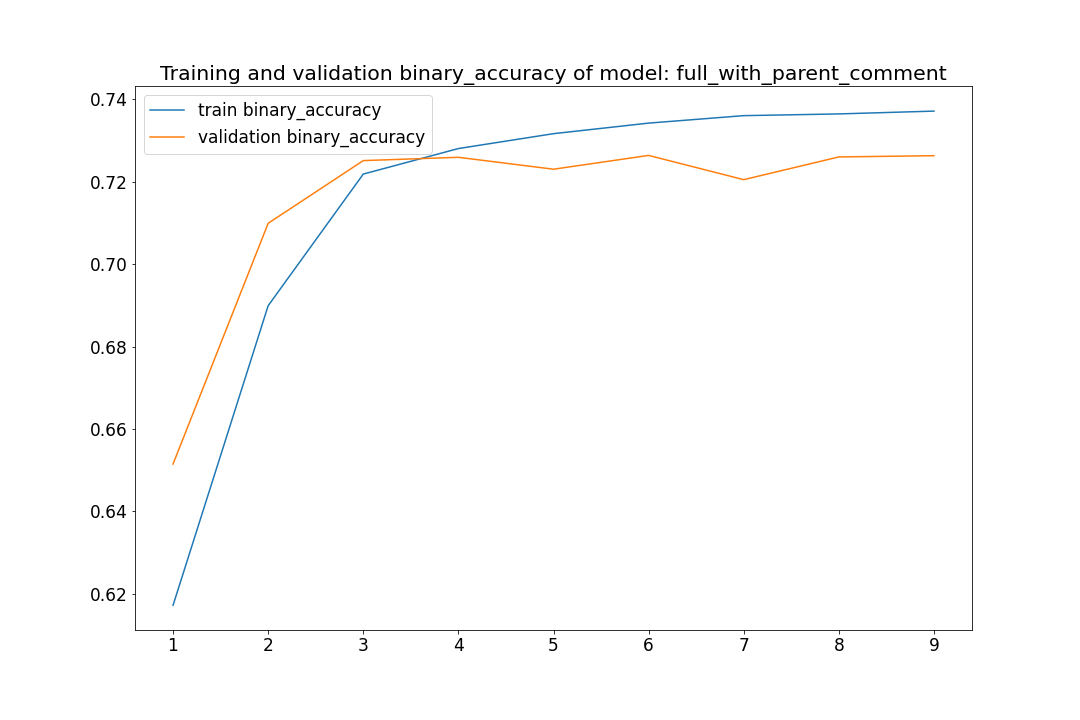 Training and validation binary_accuracy of model: full_with_parent_comment
train binary_accuracy
validation binary_accuracy
0.74
0.72
0.70
0.68
0.66
0.64
0.62
1 2 3 4 5 6 7 8 9